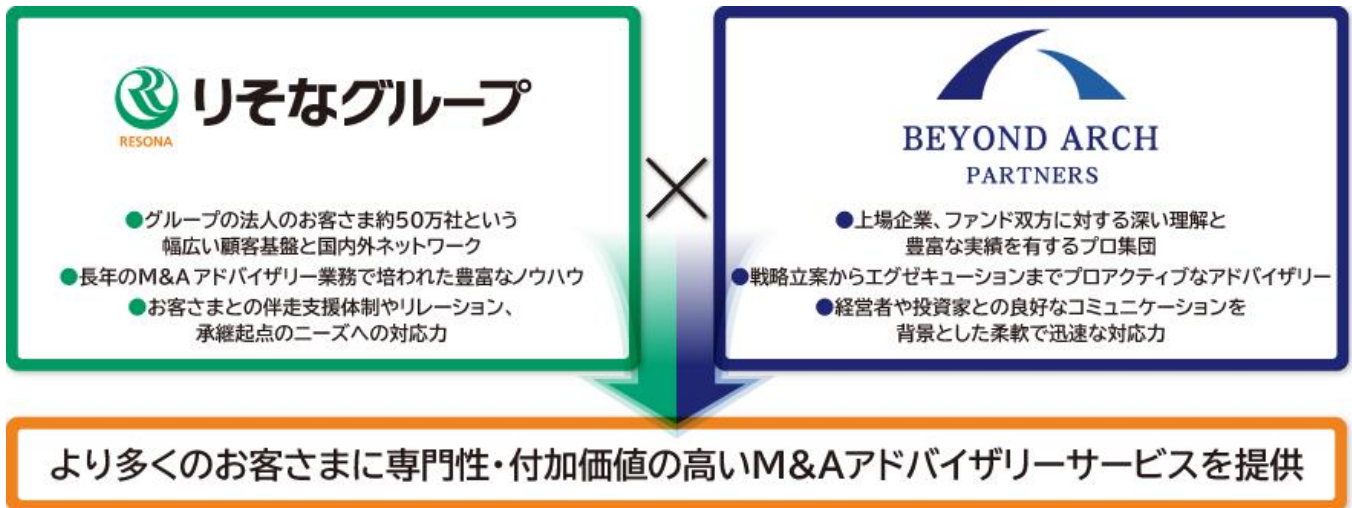 RESONA
りそなグループ
●グループの法人のお客さま約50万社という
幅広い顧客基盤と国内外ネットワーク
●長年のM&Aアドバイザリー業務で培われた豊富なノウハウ
●お客さまとの伴走支援体制やリレーション、
承継起点のニーズへの対応力
×
BEYOND ARCH
PARTNERS
●上場企業、ファンド双方に対する深い理解と
豊富な実績を有するプロ集団
●戦略立案からエグゼキューションまでプロアクティブなアドバイザリー
●経営者や投資家との良好なコミュニケーションを
背景とした柔軟で迅速な対応力
より多くのお客さまに専門性・付加価値の高いM&Aアドバイザリーサービスを提供